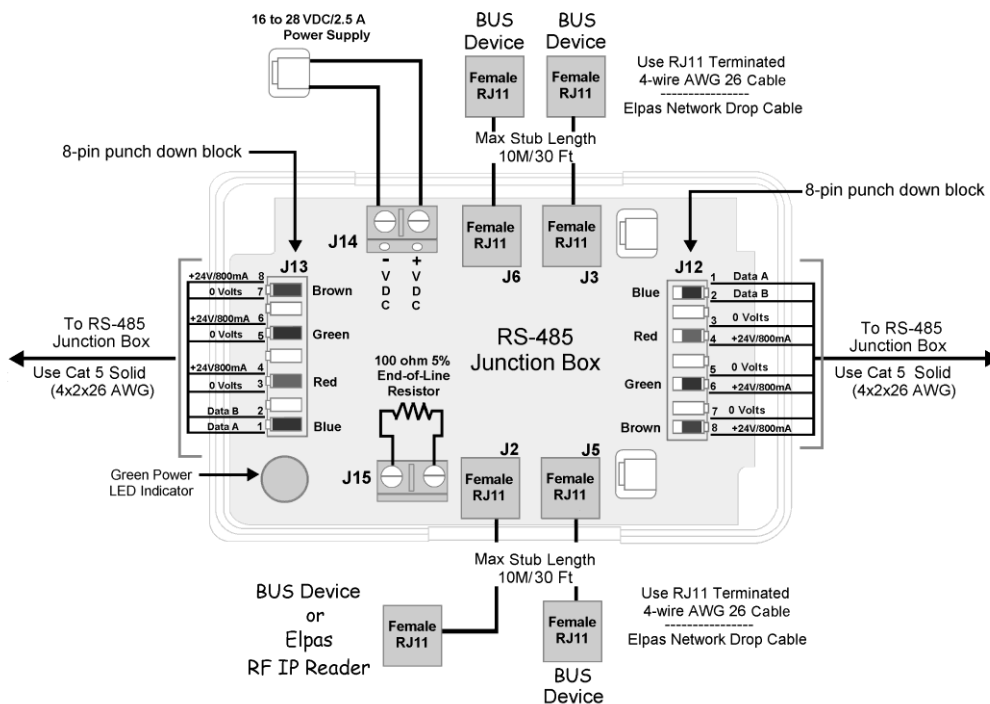 16 to 28 VDC/2.5 A
Power Supply
BUS
Device
BUS
Device
Female
RJ11
Female
RJ11
Use RJ11 Terminated
4-wire AWG 26 Cable
----------------
Elpas Network Drop Cable
Max Stub Length
10M/30 Ft
8-pin punch down block
8-pin punch down block
J14
- VDC
+ VDC
Female
RJ11
J6
Female
RJ11
J3
J13
+24V/800mA 8
0 Volts 7
Brown
+24V/800mA 6
0 Volts 5
Green
+24V/800mA 4
0 Volts 3
Red
Data B 2
Data A 1
Blue
J12
1 Data A
Blue
2 Data B
3 0 Volts
Red
4 +24V/800mA
5 0 Volts
Green
6 +24V/800mA
7 0 Volts
Brown
8 +24V/800mA
To RS-485
Junction Box
Use Cat 5 Solid
(4x2x26 AWG)
RS-485
Junction Box
To RS-485
Junction Box
Use Cat 5 Solid
(4x2x26 AWG)
100 ohm 5%
End-of-Line
Resistor
J15
J2
Female
RJ11
J5
Female
RJ11
Green Power
LED Indicator
Max Stub Length
10M/30 Ft
BUS Device
or
Elpas
RF IP Reader
Female
RJ11
Female
RJ11
BUS
Device
Use RJ11 Terminated
4-wire AWG 26 Cable
----------------
Elpas Network Drop Cable